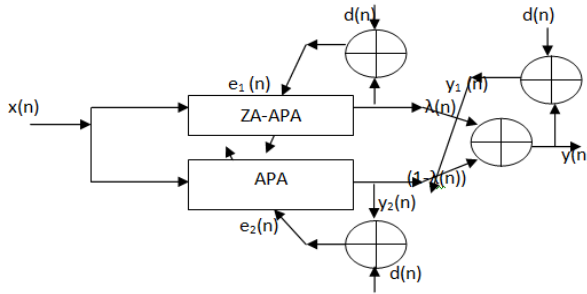 d(n)
d(n)
e1 (n)
y1 (n)
x(n)
λ(n)
ZA-APA
y(n
APA
(1-λ(n))
y2(n)
e2(n)
d(n)